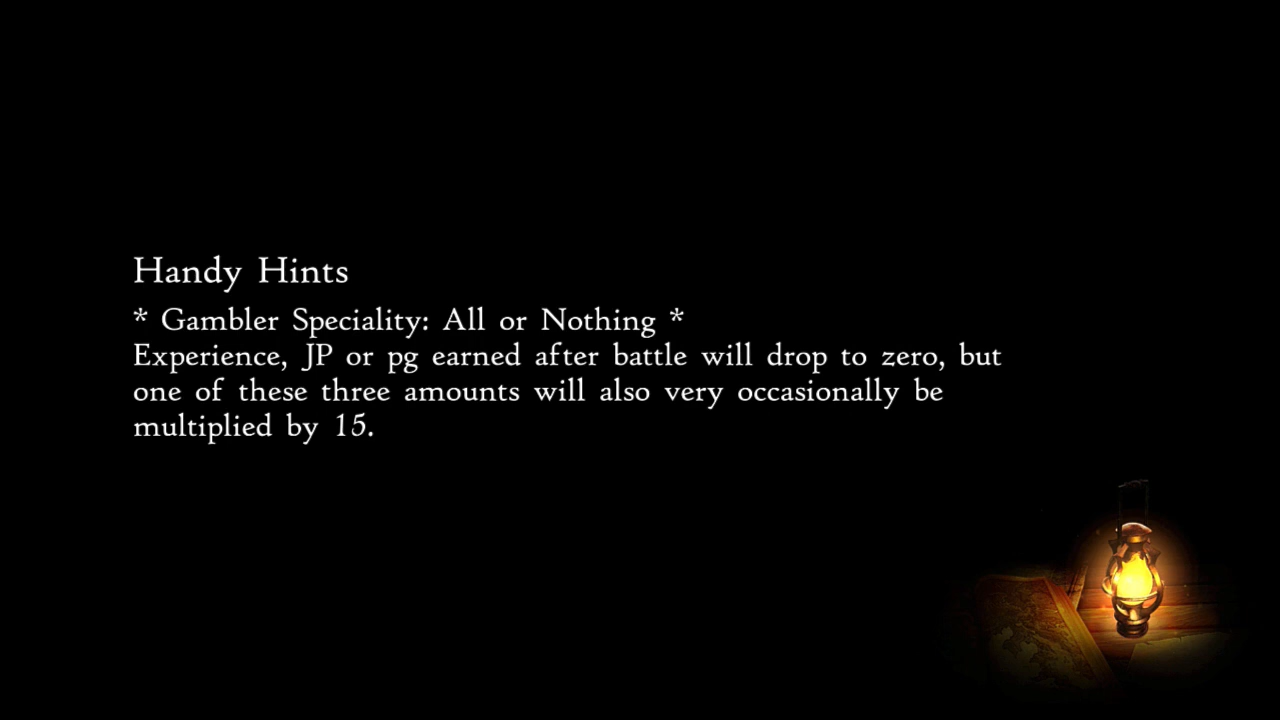 Handy Hints
* Gambler Speciality: All or Nothing *
Experience, JP or pg earned after battle will drop to zero, but
one of these three amounts will also very occasionally be
multiplied by 15.